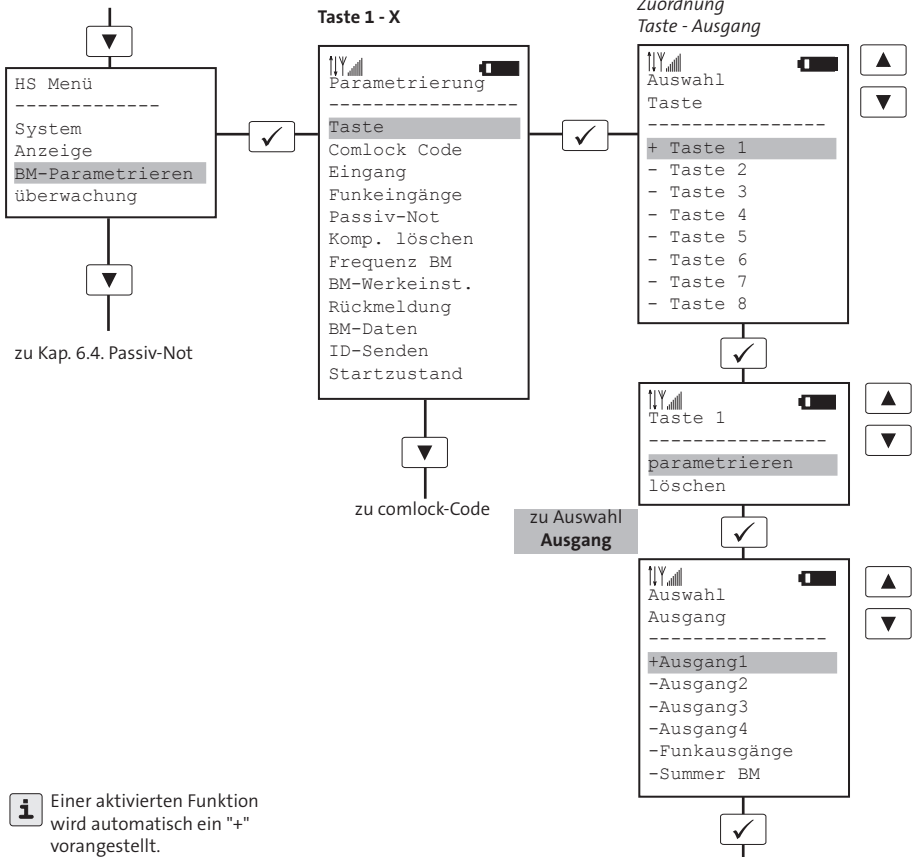 HS Menü
-------------
System
Anzeige
BM-Parametrieren
überwachung
zu Kap. 6.4. Passiv-Not
Taste 1 - X
Parametrierung
-----------------
Taste
Comlock Code
Eingang
Funkeingänge
Passiv-Not
Komp. löschen
Frequenz BM
BM-Werkeinst.
Rückmeldung
BM-Daten
ID-Senden
Startzustand
zu comlock-Code
Zuordnung
Taste - Ausgang
Auswahl
Taste
----------------
+ Taste 1
- Taste 2
- Taste 3
- Taste 4
- Taste 5
- Taste 6
- Taste 7
- Taste 8
Taste 1
----------------
parametrieren
löschen
zu Auswahl
Ausgang
Auswahl
Ausgang
----------------
+Ausgang1
-Ausgang2
-Ausgang3
-Ausgang4
-Funkausgänge
-Summer BM
i Einer aktivierten Funktion
wird automatisch ein "+"
vorangestellt.